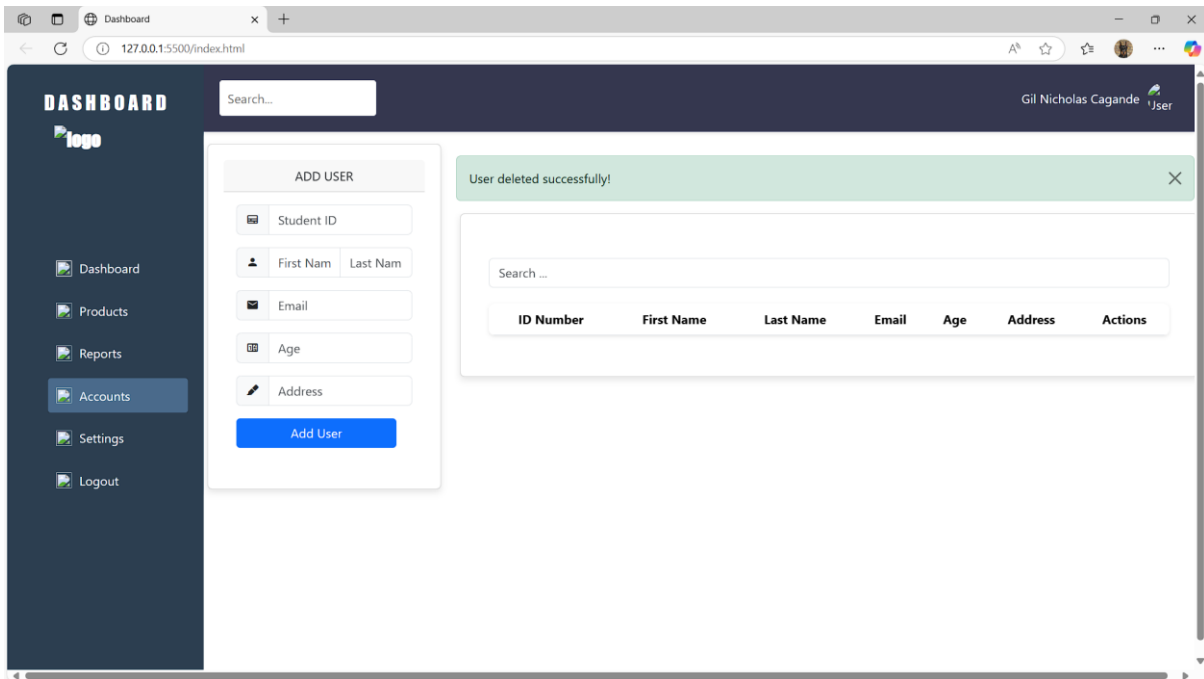 Dashboard
127.0.0.1:5500/index.html
DASHBOARD
logo
Search...
Gil Nicholas Cagande
User
Dashboard
Products
Reports
Accounts
Settings
Logout
ADD USER
Student ID
First Nam Last Nam
Email
Age
Address
Add User
User deleted successfully!
Search ...
ID Number First Name Last Name Email Age Address Actions